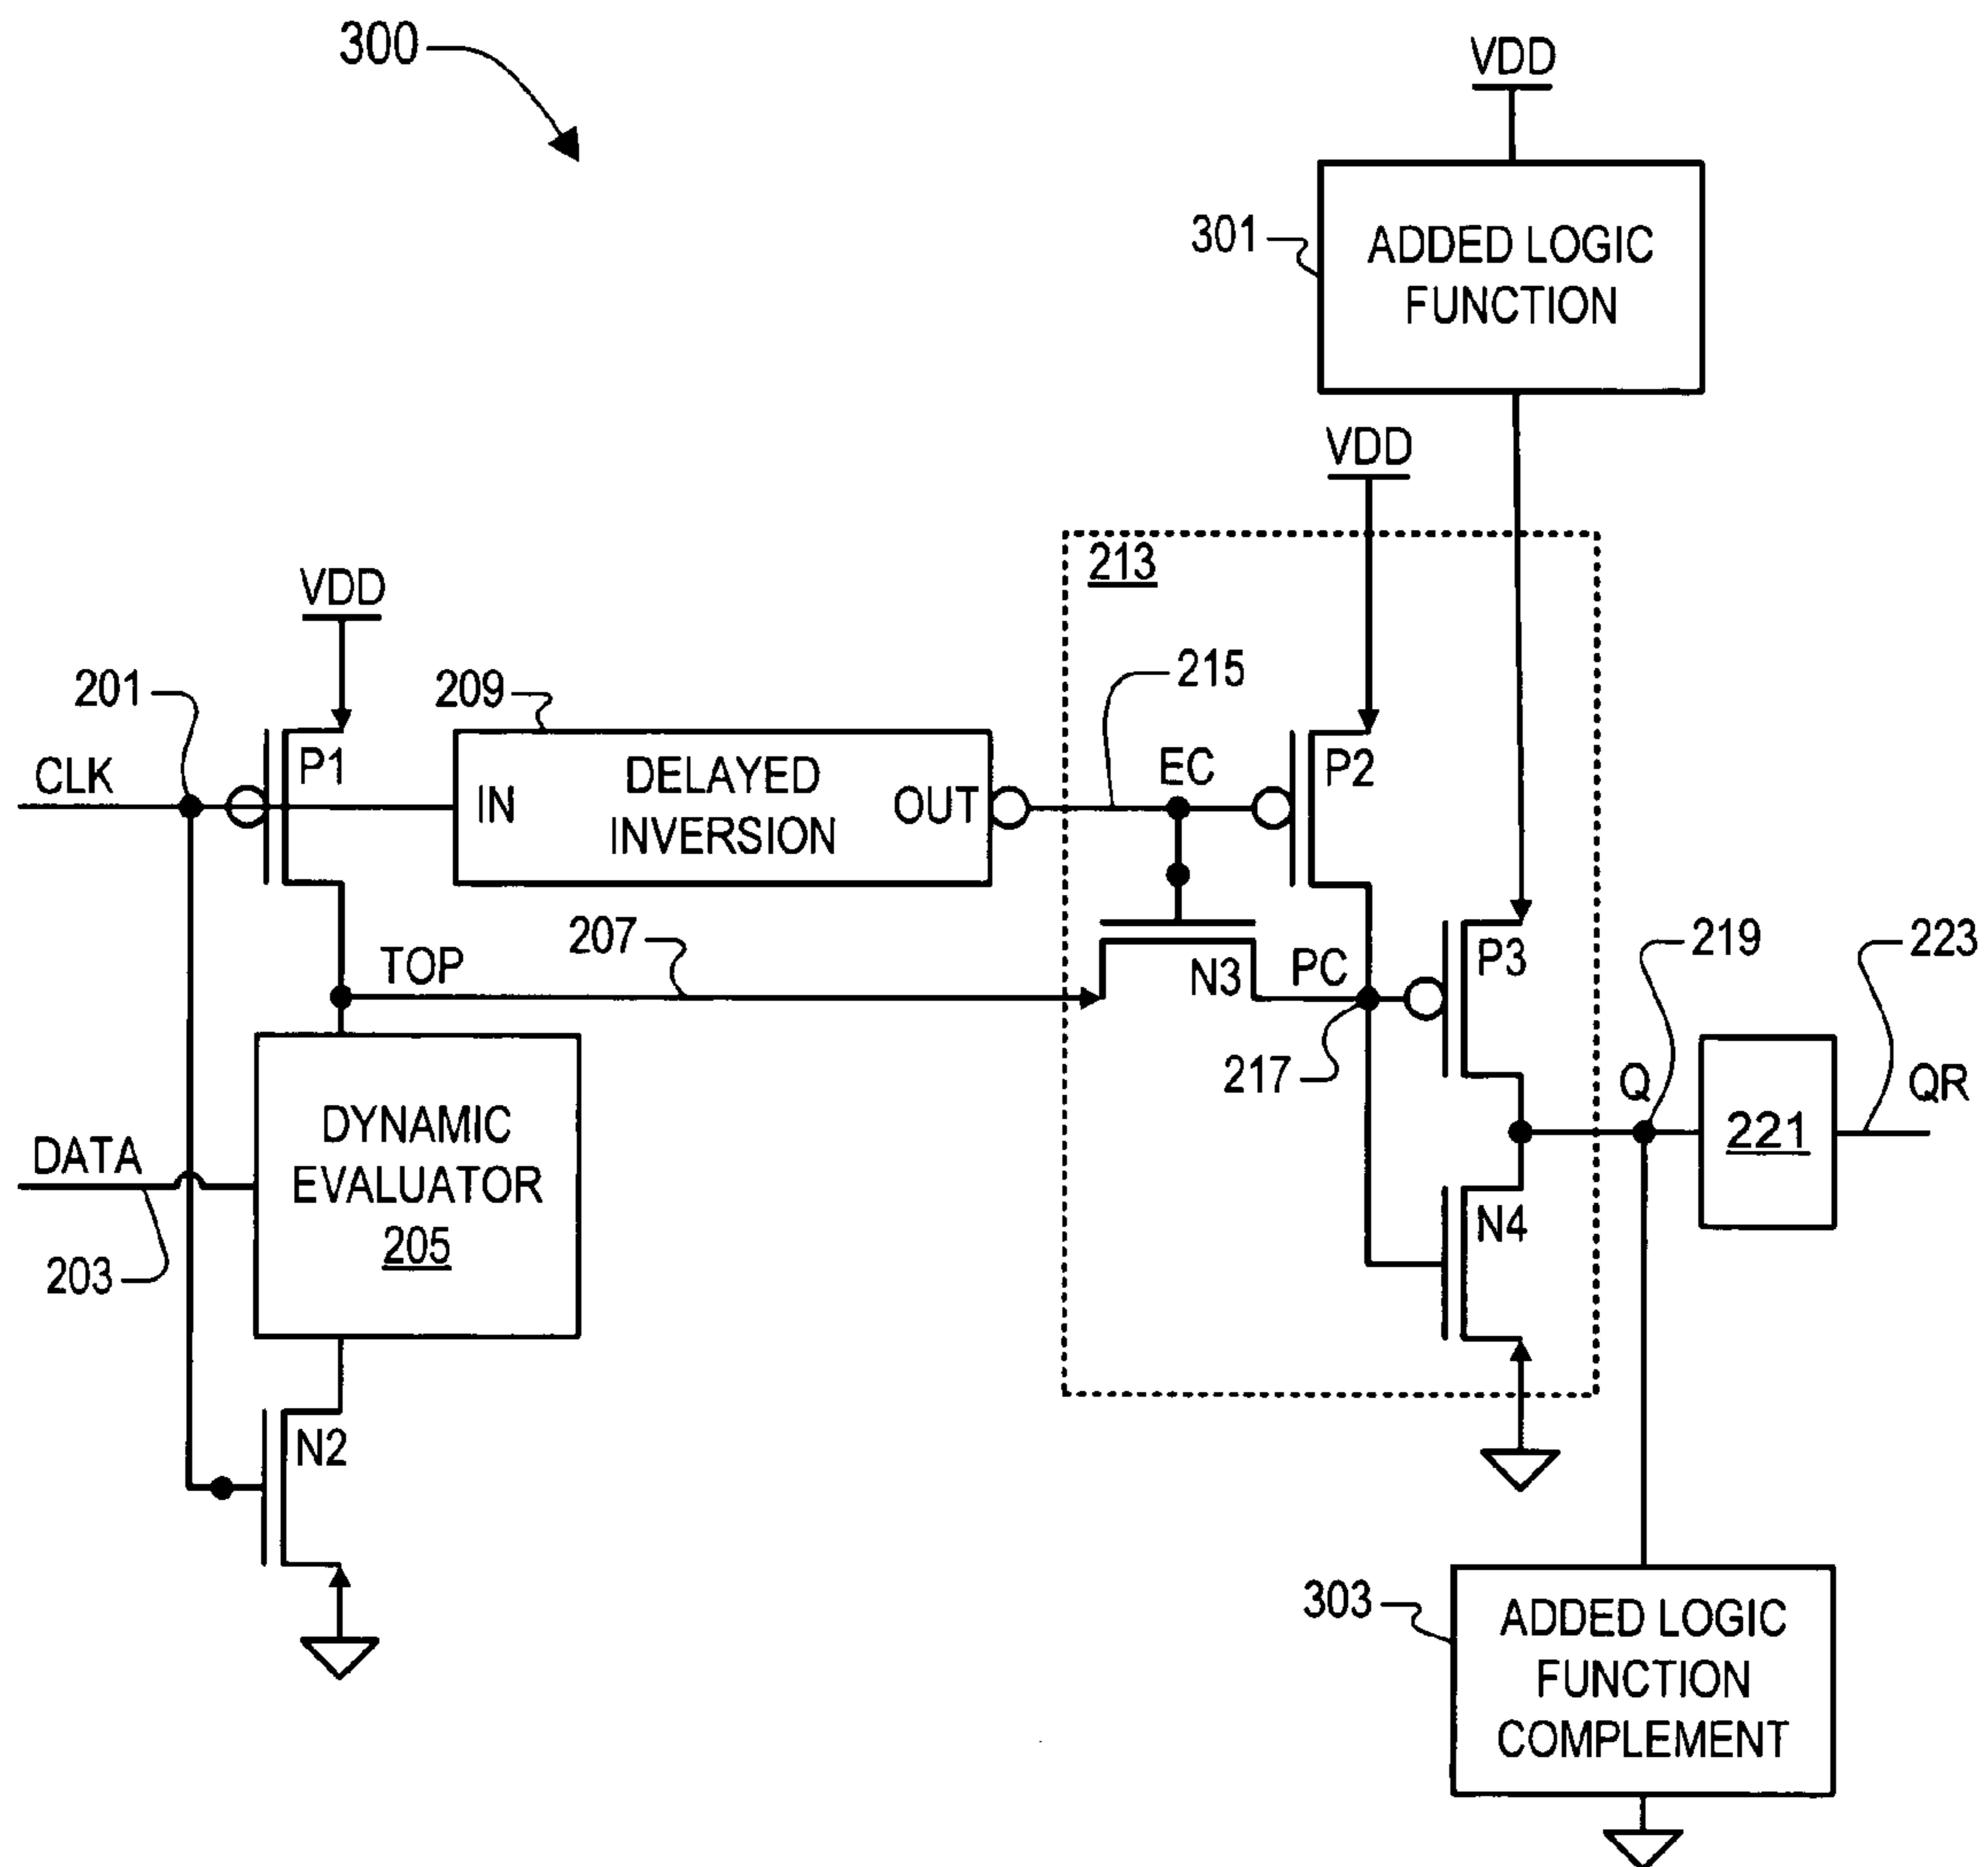 300
VDD
301
ADDED LOGIC
FUNCTION
VDD
213
VDD
201
209
215
CLK
P1
IN
DELAYED
INVERSION
OUT
EC
P2
207
TOP
N3
PC
P3
219
223
217
Q
221
QR
DATA
203
DYNAMIC
EVALUATOR
205
N4
N2
303
ADDED LOGIC
FUNCTION
COMPLEMENT